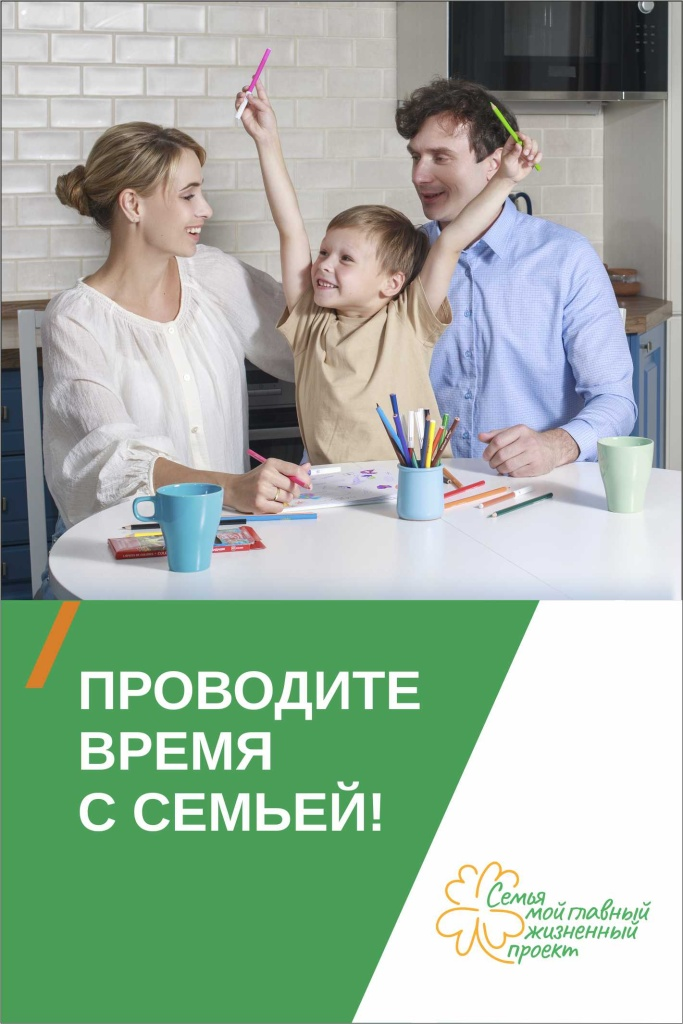 ПРОВОДИТЕ
ВРЕМЯ
С СЕМЬЕЙ!
Семья
мой главный
жизненный
проект